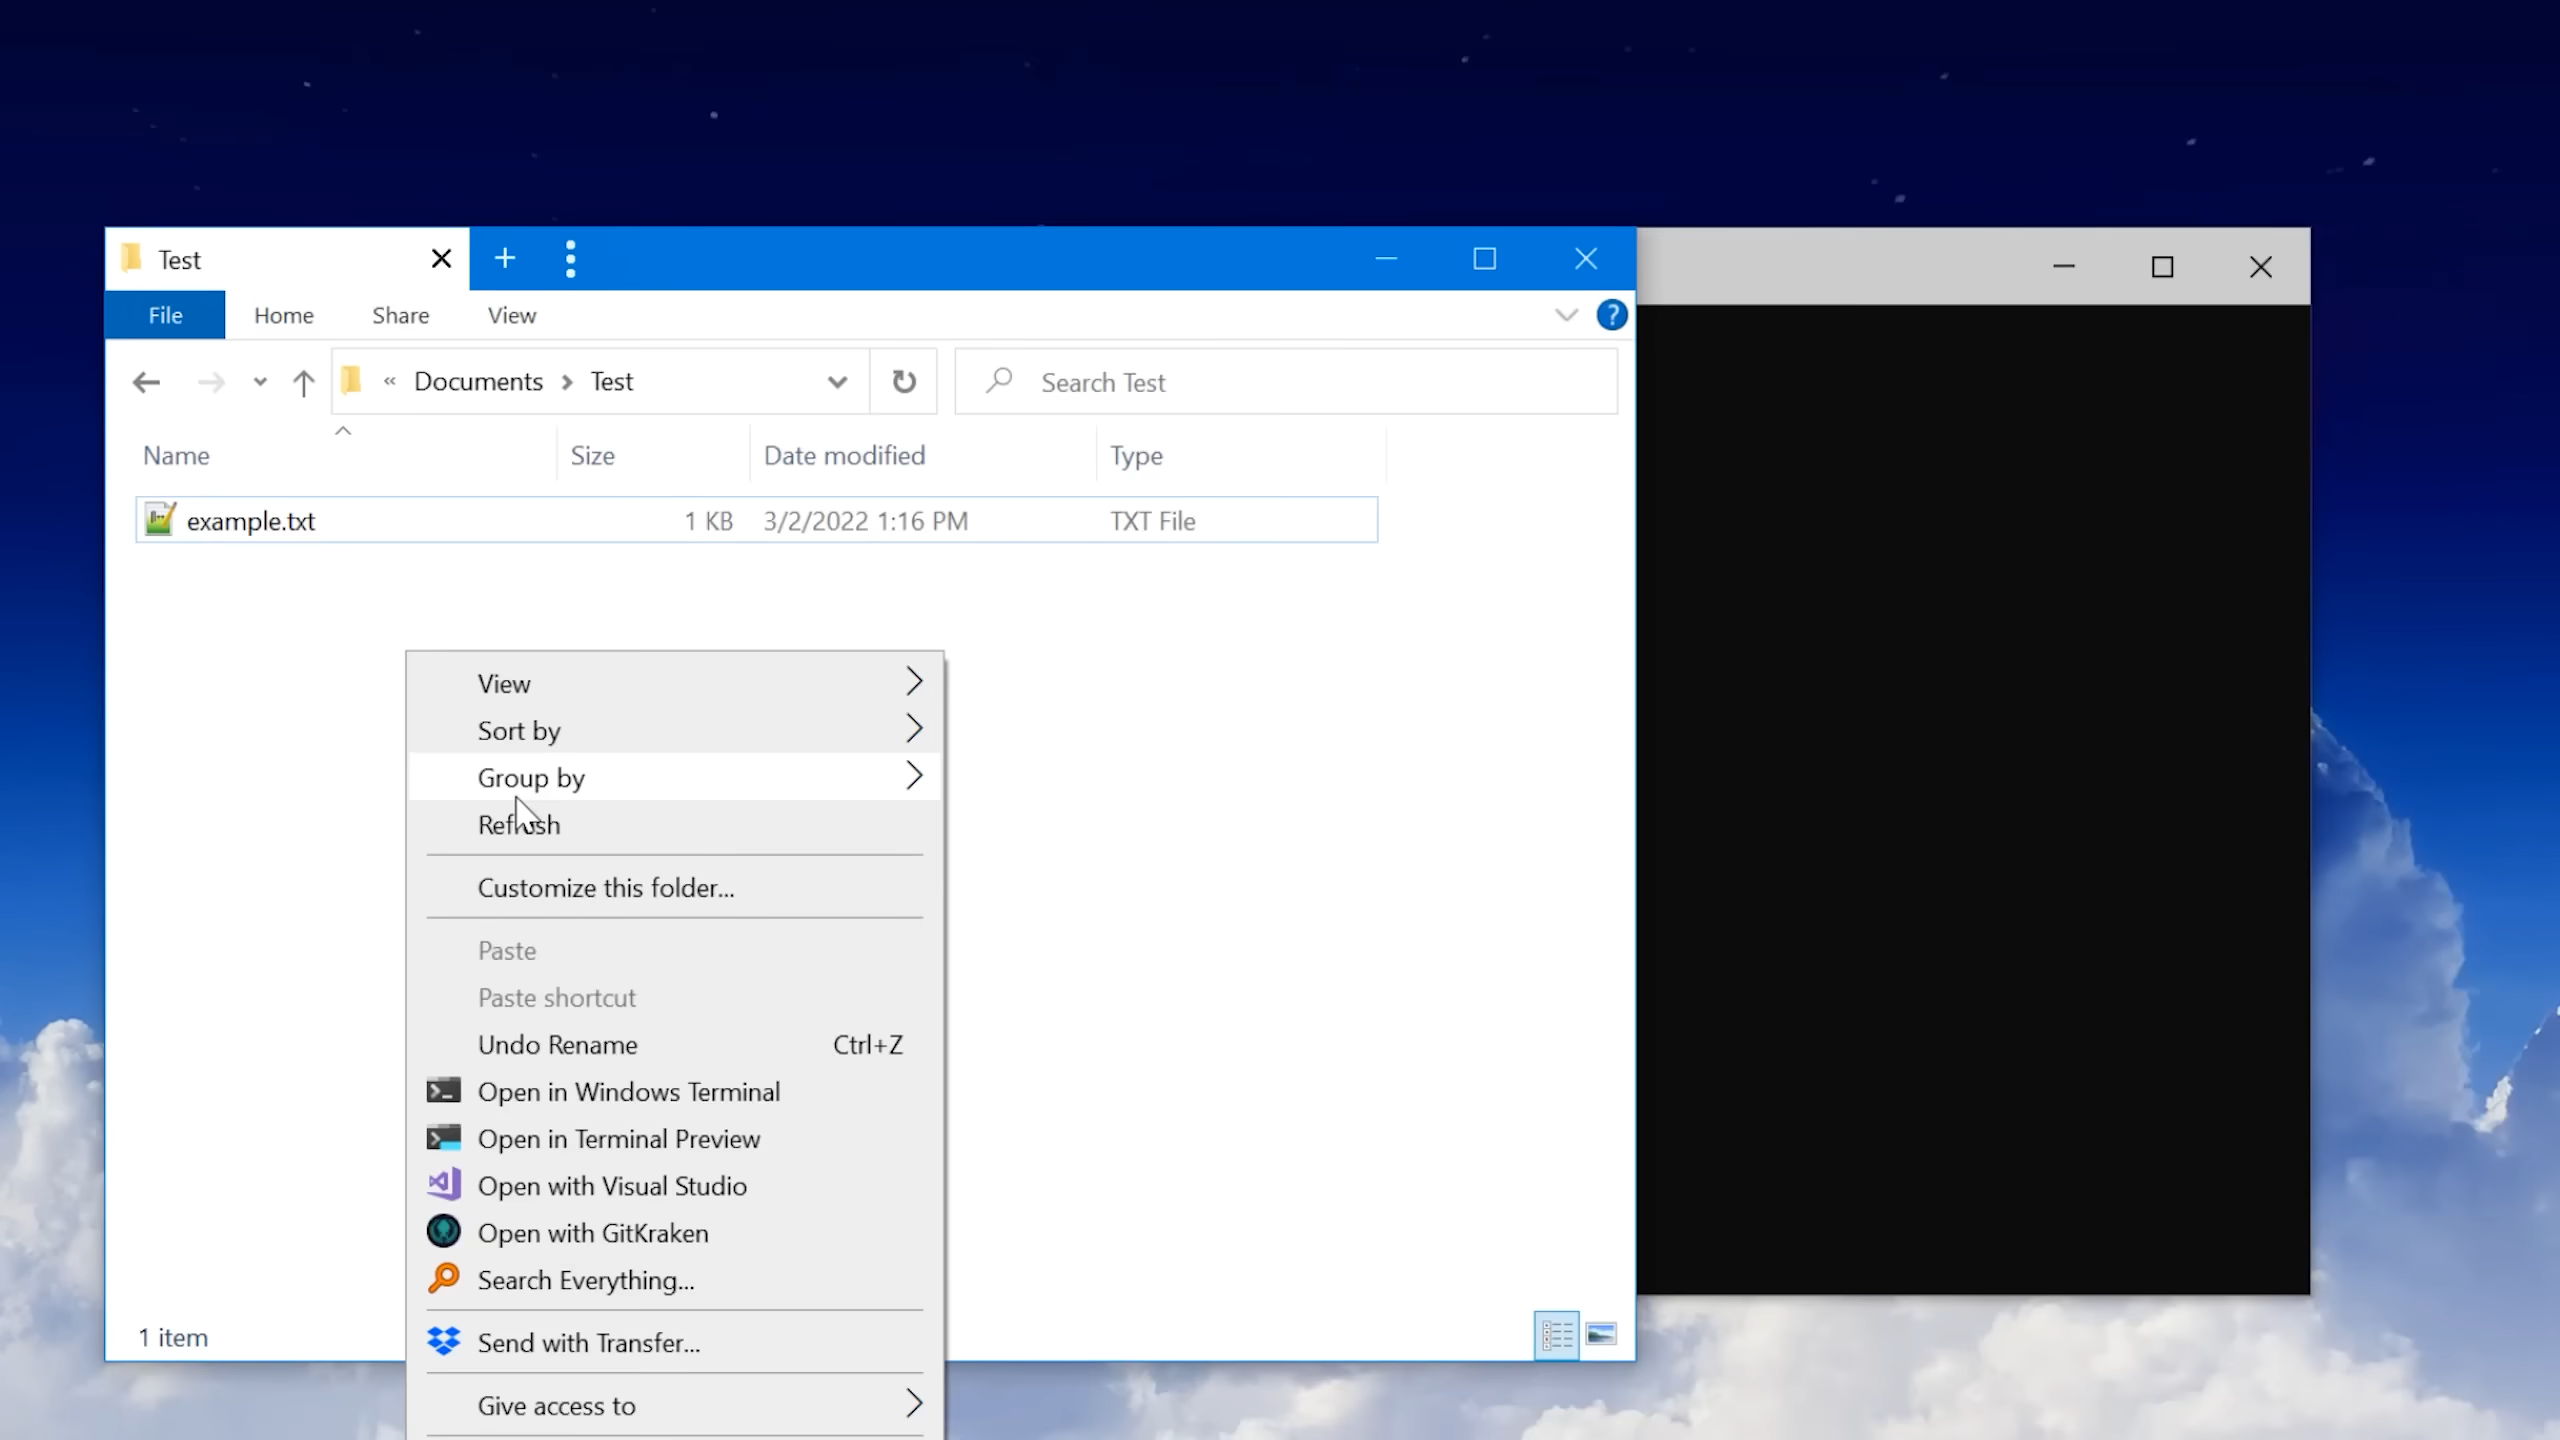 Test
File Home Share View ?
« Documents > Test
Search Test
Name Size Date modified Type
example.txt 1 KB 3/2/2022 1:16 PM TXT File
View
Sort by
Group by
Refresh
Customize this folder...
Paste
Paste shortcut
Undo Rename Ctrl+Z
Open in Windows Terminal
Open in Terminal Preview
Open with Visual Studio
Open with GitKraken
Search Everything...
Send with Transfer...
Give access to
1 item